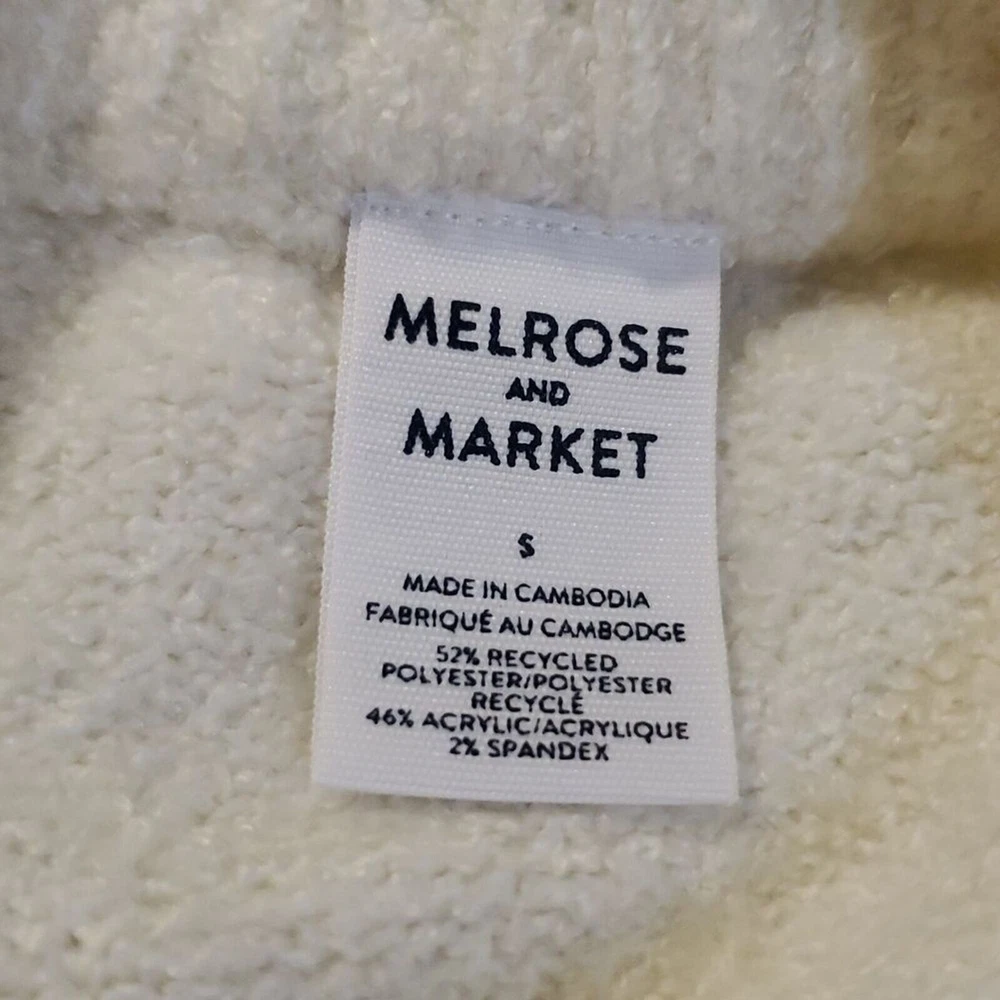 MELROSE
AND
MARKET
S
MADE IN CAMBODIA
FABRIQUÉ AU CAMBODGE
52% RECYCLED
POLYESTER/POLYESTER
RECYCLÉ
46% ACRYLIC/ACRYLIQUE
2% SPANDEX